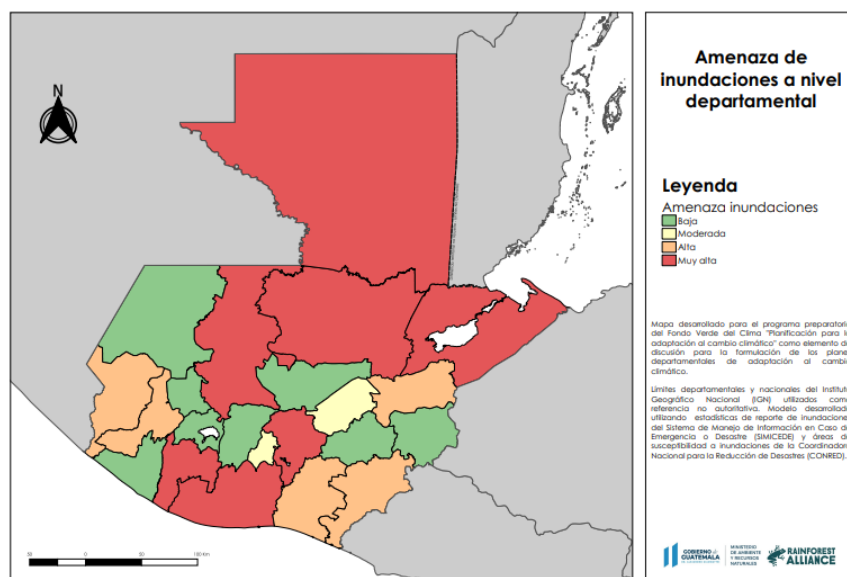 N
50
0
50
100 Km
Amenaza de
inundaciones a nivel
departamental
Leyenda
Amenaza inundaciones
Baja
Moderada
Alta
Muy alta
Mapa desarrollado para el programa preparatorio
del Fondo Verde del Clima "Planificación para la
adaptación al cambio climático" como elemento de
discusión para la formulación de los planes
departamentales de adaptación al cambio
climático.
Límites departamentales y nacionales del Instituto
Geográfico Nacional (IGN) utilizados como
referencia no autoritativa. Modelo desarrollado
utilizando estadísticas de reporte de inundaciones
del Sistema de Manejo de Información en Caso de
Emergencia o Desastre (SIMICEDE) y áreas de
susceptibilidad a inundaciones de la Coordinadora
Nacional para la Reducción de Desastres (CONRED).
GOBIERNO de
GUATEMALA
MINISTERIO
DE AMBIENTE
Y RECURSOS
NATURALES
RAINFOREST
ALLIANCE